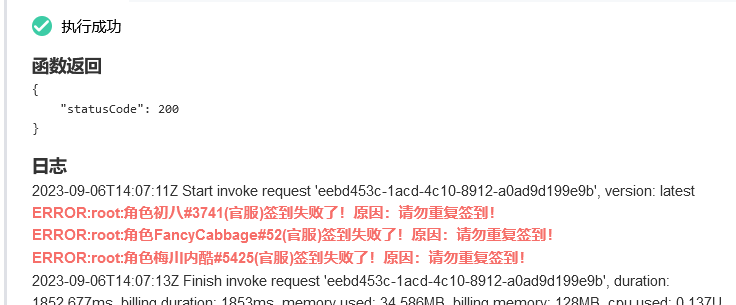 执行成功
函数返回
{
    "statusCode": 200
}
日志
2023-09-06T14:07:11Z Start invoke request 'eebd453c-1acd-4c10-8912-a0ad9d199e9b', version: latest
ERROR:root:角色初八#3741(官服)签到失败了！原因：请勿重复签到！
ERROR:root:角色FancyCabbage#52(官服)签到失败了！原因：请勿重复签到！
ERROR:root:角色梅川内酷#5425(官服)签到失败了！原因：请勿重复签到！
2023-09-06T14:07:13Z Finish invoke request 'eebd453c-1acd-4c10-8912-a0ad9d199e9b', duration:
1852.677ms, billing duration: 1853ms, memory used: 34.586MB, billing memory: 128MB, cpu used: 0.137U